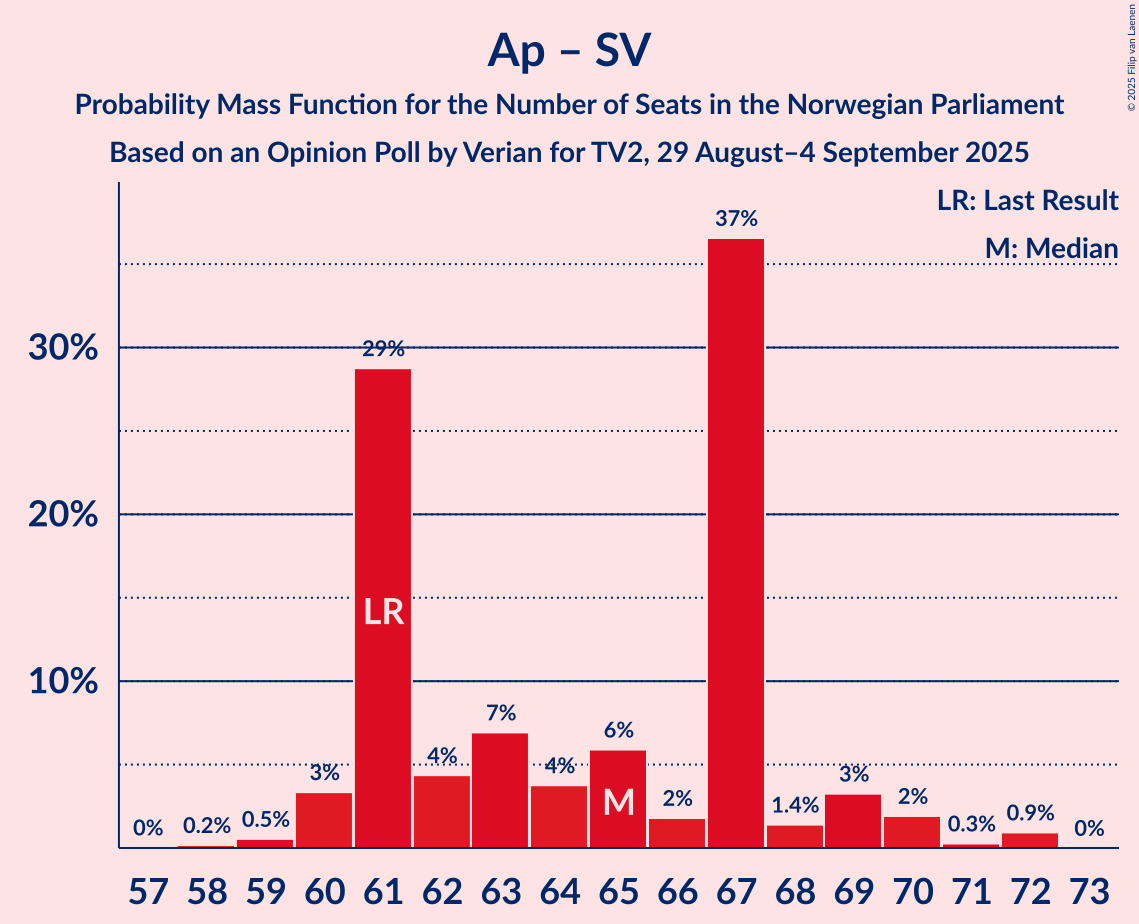 Ap – SV
Probability Mass Function for the Number of Seats in the Norwegian Parliament
Based on an Opinion Poll by Verian for TV2, 29 August–4 September 2025
© 2025 Filip van Laenen
LR: Last Result
M: Median
30%
20%
10%
0%
0.2%
0.5%
3%
29%
4%
7%
4%
6%
2%
37%
1.4%
3%
2%
0.3%
0.9%
0%
LR
M
57 58 59 60 61 62 63 64 65 66 67 68 69 70 71 72 73